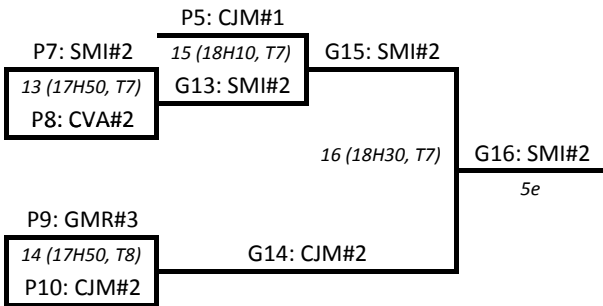 P5: CJM#1
P7: SMI#2
15 (18H10, T7)
G15: SMI#2
13 (17H50, T7)
G13: SMI#2
P8: CVA#2
16 (18H30, T7)
G16: SMI#2
5e
P9: GMR#3
14 (17H50, T8)
G14: CJM#2
P10: CJM#2